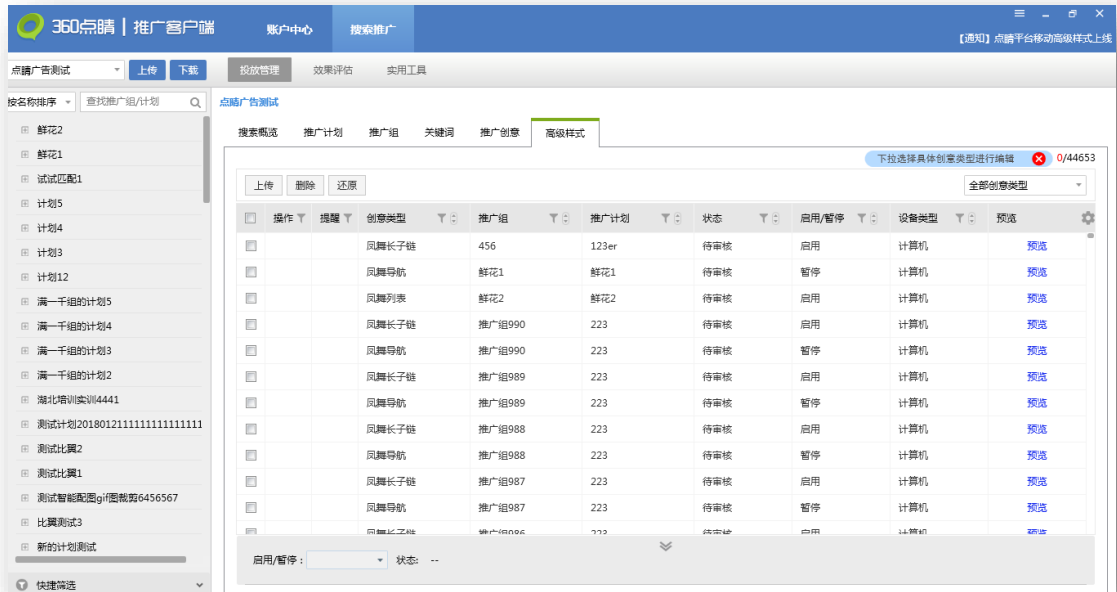 360点睛 | 推广客户端
账户中心 搜索推广
【通知】点睛平台移动高级样式上线
点睛广告测试 上传 下载 投放管理 效果评估 实用工具
按名称排序 查找推广组/计划
点睛广告测试
搜索概览 推广计划 推广组 关键词 推广创意 高级样式
下拉选择具体创意类型进行编辑 0/44653
上传 删除 还原 全部创意类型
操作 提醒 创意类型 推广组 推广计划 状态 启用/暂停 设备类型 预览
凤舞长子链 456 123er 待审核 启用 计算机 预览
凤舞导航 鲜花1 鲜花1 待审核 暂停 计算机 预览
凤舞列表 鲜花2 鲜花2 待审核 启用 计算机 预览
凤舞长子链 推广组990 223 待审核 启用 计算机 预览
凤舞导航 推广组990 223 待审核 暂停 计算机 预览
凤舞长子链 推广组989 223 待审核 启用 计算机 预览
凤舞导航 推广组989 223 待审核 暂停 计算机 预览
凤舞长子链 推广组988 223 待审核 启用 计算机 预览
凤舞导航 推广组988 223 待审核 暂停 计算机 预览
凤舞长子链 推广组987 223 待审核 启用 计算机 预览
凤舞导航 推广组987 223 待审核 暂停 计算机 预览
凤舞长子链 推广组986 223 待审核 启用 计算机 预览
启用/暂停： 状态: --
鲜花2
鲜花1
试试匹配1
计划5
计划4
计划3
计划12
满一千组的计划5
满一千组的计划4
满一千组的计划3
满一千组的计划2
湖北培训实训4441
测试比翼2
测试比翼1
测试智能配图gif图裁剪6456567
比翼测试3
新的计划测试
快捷筛选